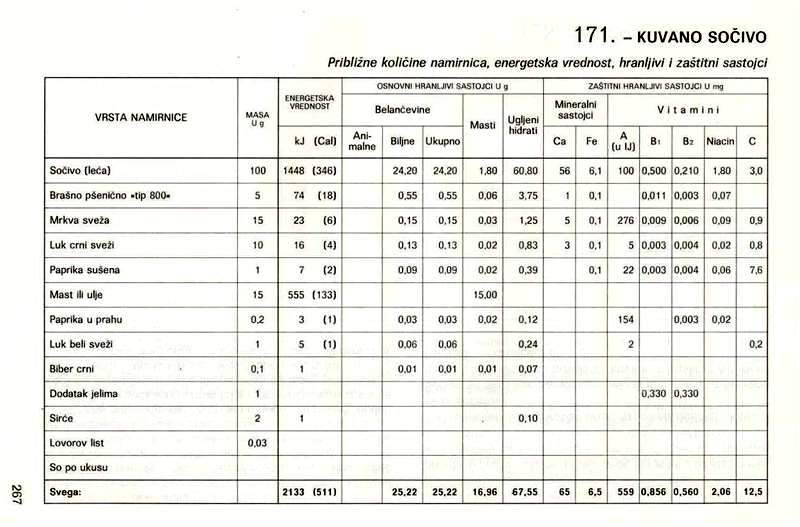 171. – KUVANO SOČIVO
Približne količine namirnica, energetska vrednost, hranljivi i zaštitni sastojci
VRSTA NAMIRNICE MASA U g ENERGETSKA VREDNOST OSNOVNI HRANLJIVI SASTOJCI U g ZAŠTITNI HRANLJIVI SASTOJCI U mg
Belančevine Masti Ugljeni hidrati Mineralni sastojci Vitamini
kJ (Cal) Ani-malne Biljne Ukupno Ca Fe A (u IJ) B1 B2 Niacin C
Sočivo (leća) 100 1448 (346) 24,20 24,20 1,80 60,80 56 6,1 100 0,500 0,210 1,80 3,0
Brašno pšenično »tip 800« 5 74 (18) 0,55 0,55 0,06 3,75 1 0,1 0,011 0,003 0,07
Mrkva sveža 15 23 (6) 0,15 0,15 0,03 1,25 5 0,1 276 0,009 0,006 0,09 0,9
Luk crni sveži 10 16 (4) 0,13 0,13 0,02 0,83 3 0,1 5 0,003 0,004 0,02 0,8
Paprika sušena 1 7 (2) 0,09 0,09 0,02 0,39 0,1 22 0,003 0,004 0,06 7,6
Mast ili ulje 15 555 (133) 15,00
Paprika u prahu 0,2 3 (1) 0,03 0,03 0,02 0,12 154 0,003 0,02
Luk beli sveži 1 5 (1) 0,06 0,06 0,24 2 0,2
Biber crni 0,1 1 0,01 0,01 0,01 0,07
Dodatak jelima 1 0,330 0,330
Sirće 2 1 0,10
Lovorov list 0,03
So po ukusu
Svega: 2133 (511) 25,22 25,22 16,96 67,55 65 6,5 559 0,856 0,560 2,06 12,5
267